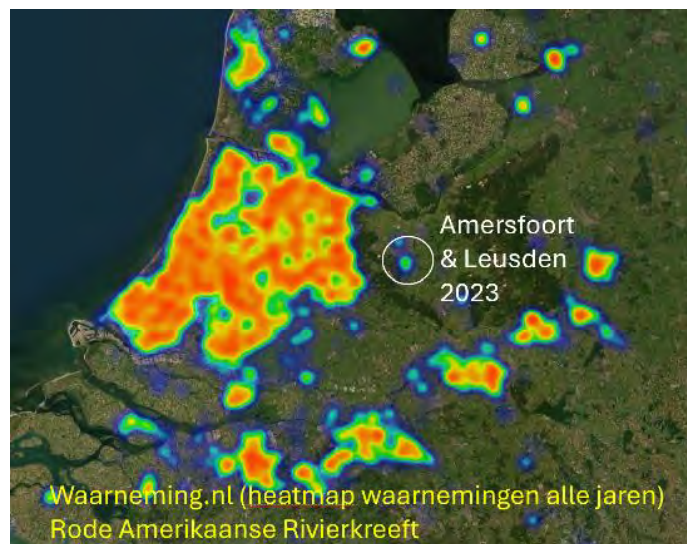 Amersfoort
& Leusden
2023
Waarneming.nl (heatmap waarnemingen alle jaren)
Rode Amerikaanse Rivierkreeft